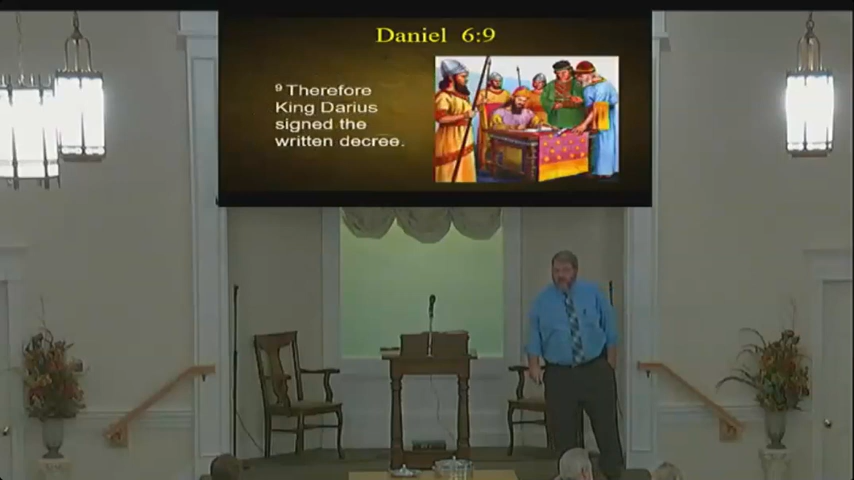 Daniel 6:9
9 Therefore
King Darius
signed the
written decree.